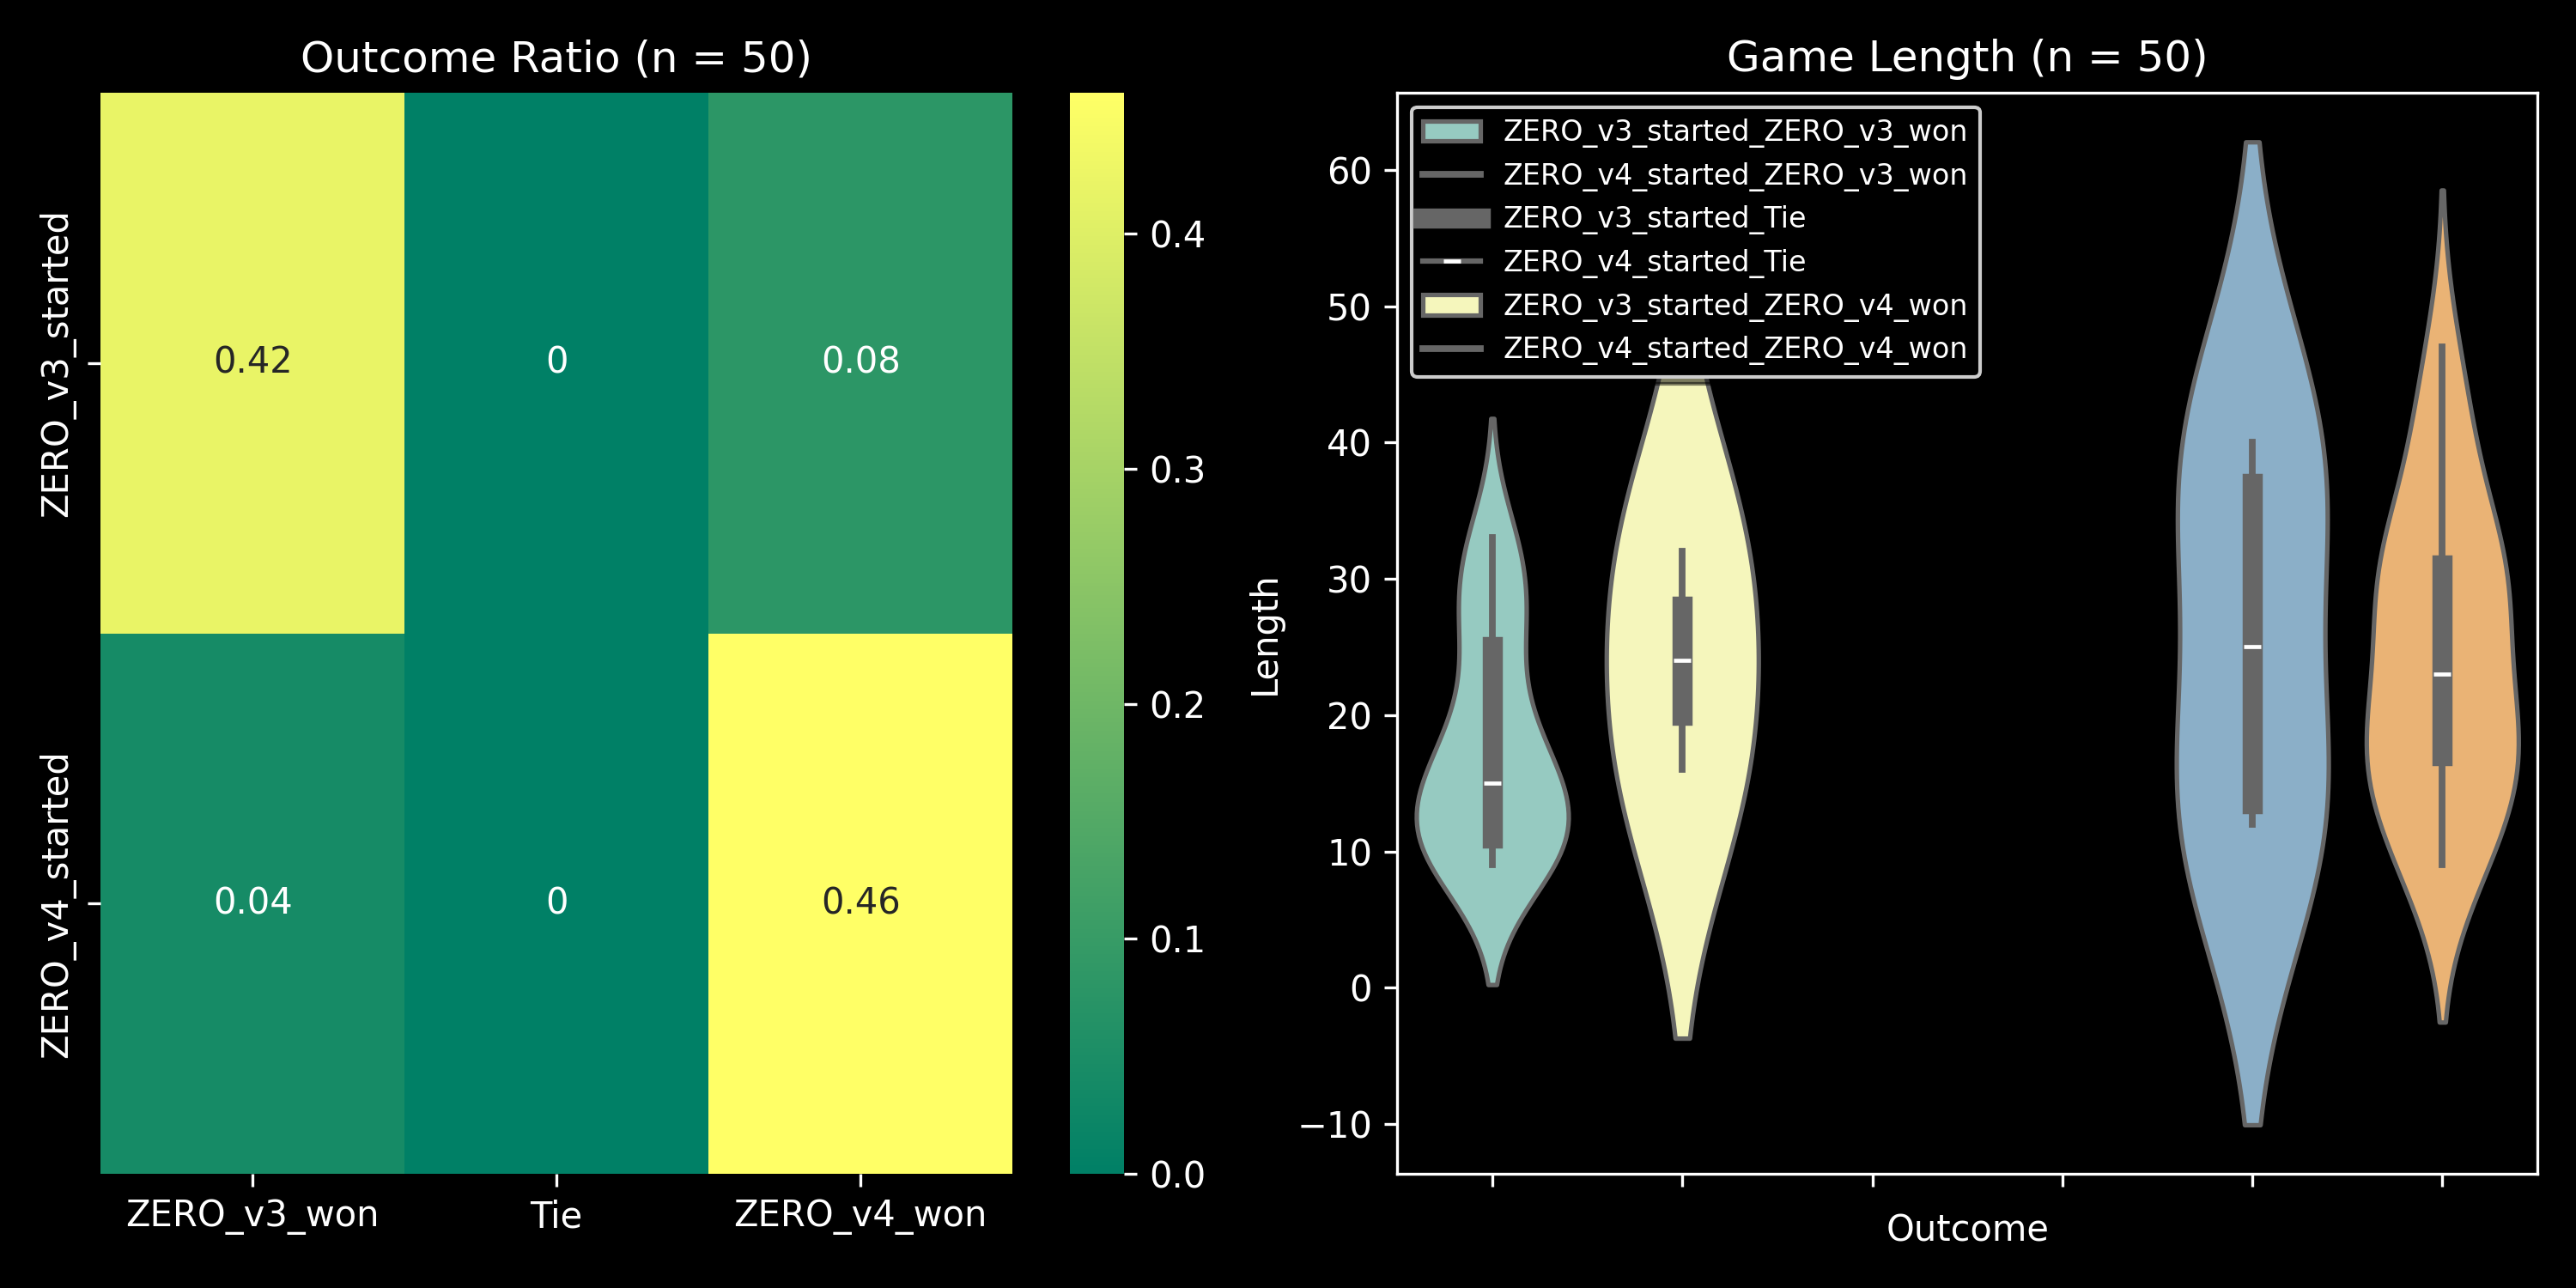 Outcome Ratio (n = 50)
ZERO_v3_started
ZERO_v4_started
0.42
0
0.08
0.04
0
0.46
ZERO_v3_won
Tie
ZERO_v4_won
0.4
0.3
0.2
0.1
0.0
Game Length (n = 50)
Length
60
50
40
30
20
10
0
−10
ZERO_v3_started_ZERO_v3_won
ZERO_v4_started_ZERO_v3_won
ZERO_v3_started_Tie
ZERO_v4_started_Tie
ZERO_v3_started_ZERO_v4_won
ZERO_v4_started_ZERO_v4_won
Outcome